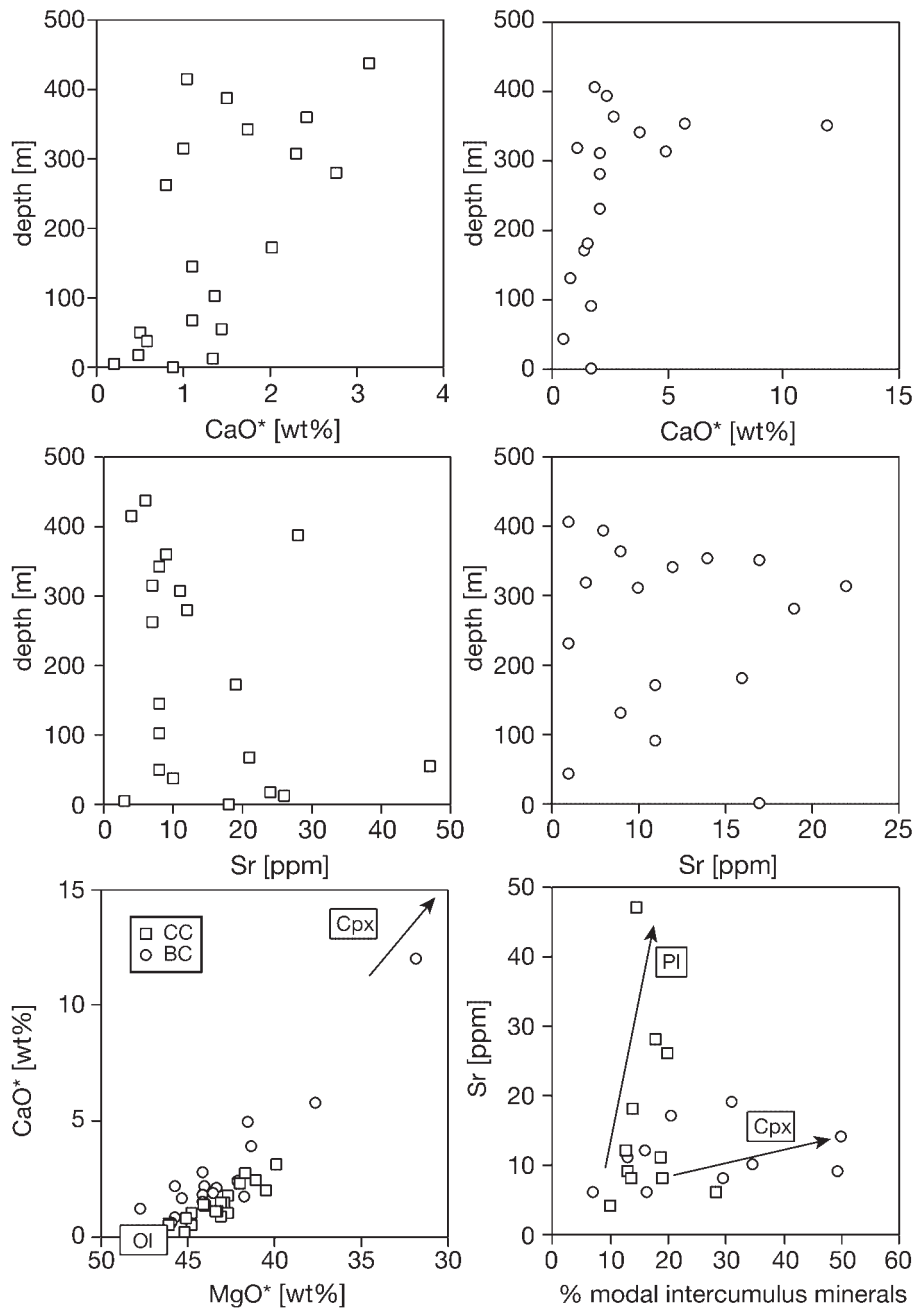 500
400
300
200
100
0
depth [m]
0 1 2 3 4
CaO* [wt%]
500
400
300
200
100
0
depth [m]
0 5 10 15
CaO* [wt%]
500
400
300
200
100
0
depth [m]
0 10 20 30 40 50
Sr [ppm]
500
400
300
200
100
0
depth [m]
10 15 20 25
Sr [ppm]
15
10
5
0
CaO* [wt%]
CC
BC
Cpx
Ol
50 45 40 35 30
MgO* [wt%]
50
40
30
20
10
0
Sr [ppm]
Pl
Cpx
0 10 20 30 40 50 60
% modal intercumulus minerals